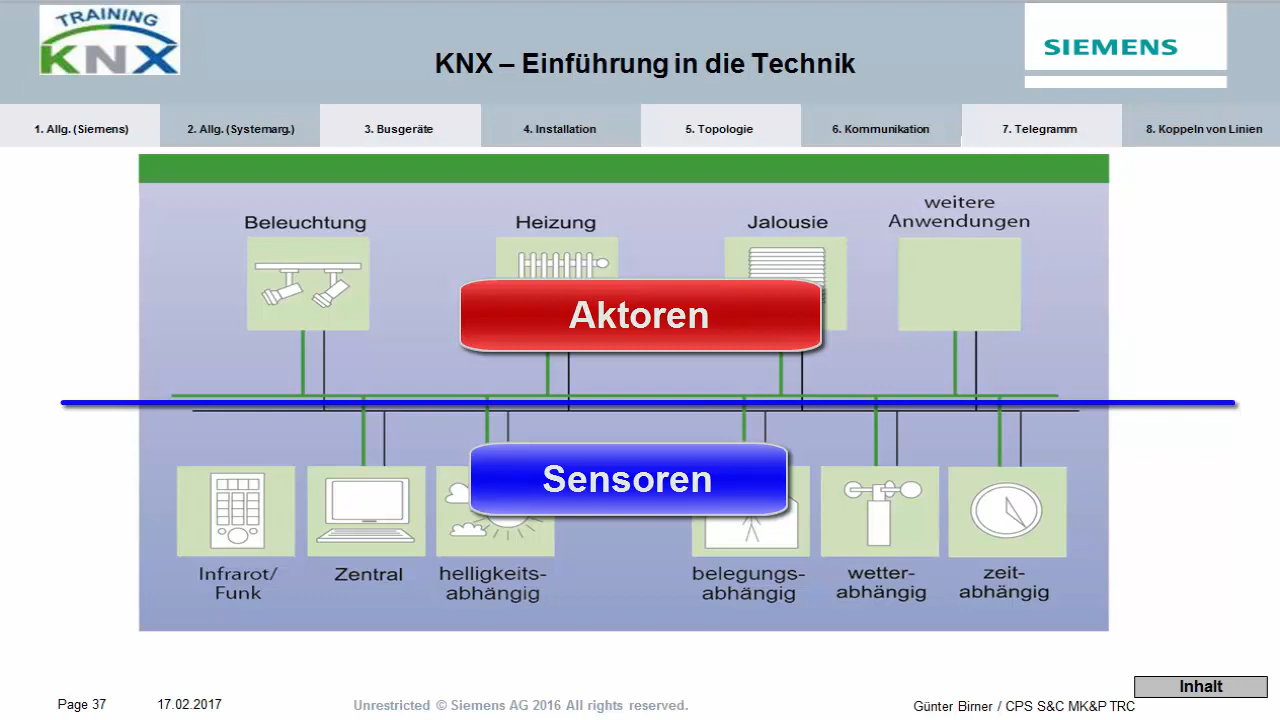 TRAINING
KNX
KNX – Einführung in die Technik
SIEMENS
1. Allg. (Siemens)
2. Allg. (Systemarg.)
3. Busgeräte
4. Installation
5. Topologie
6. Kommunikation
7. Telegramm
8. Koppeln von Linien
Beleuchtung
Heizung
Jalousie
weitere
Anwendungen
Aktoren
Sensoren
Infrarot/
Funk
Zentral
helligkeits-
abhängig
belegungs-
abhängig
wetter-
abhängig
zeit-
abhängig
Inhalt
Page 37
17.02.2017
Unrestricted © Siemens AG 2016 All rights reserved.
Günter Birner / CPS S&C MK&P TRC